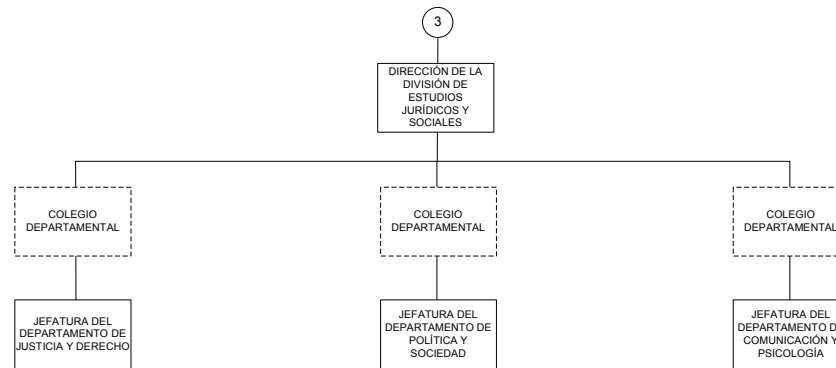 3
DIRECCIÓN DE LA
DIVISIÓN DE
ESTUDIOS
JURÍDICOS Y
SOCIALES
COLEGIO
DEPARTAMENTAL
COLEGIO
DEPARTAMENTAL
COLEGIO
DEPARTAMENTAL
JEFATURA DEL
DEPARTAMENTO DE
JUSTICIA Y DERECHO
JEFATURA DEL
DEPARTAMENTO DE
POLÍTICA Y
SOCIEDAD
JEFATURA DEL
DEPARTAMENTO D
COMUNICACIÓN Y
PSICOLOGÍA